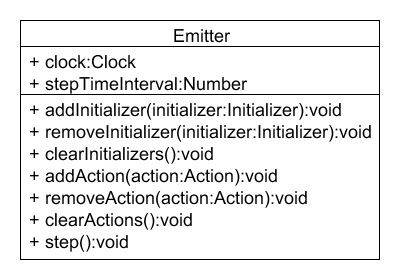 Emitter
+ clock:Clock
+ stepTimeInterval:Number
+ addInitializer(initializer:Initializer):void
+ removeInitializer(initializer:Initializer):void
+ clearInitializers():void
+ addAction(action:Action):void
+ removeAction(action:Action):void
+ clearActions():void
+ step():void